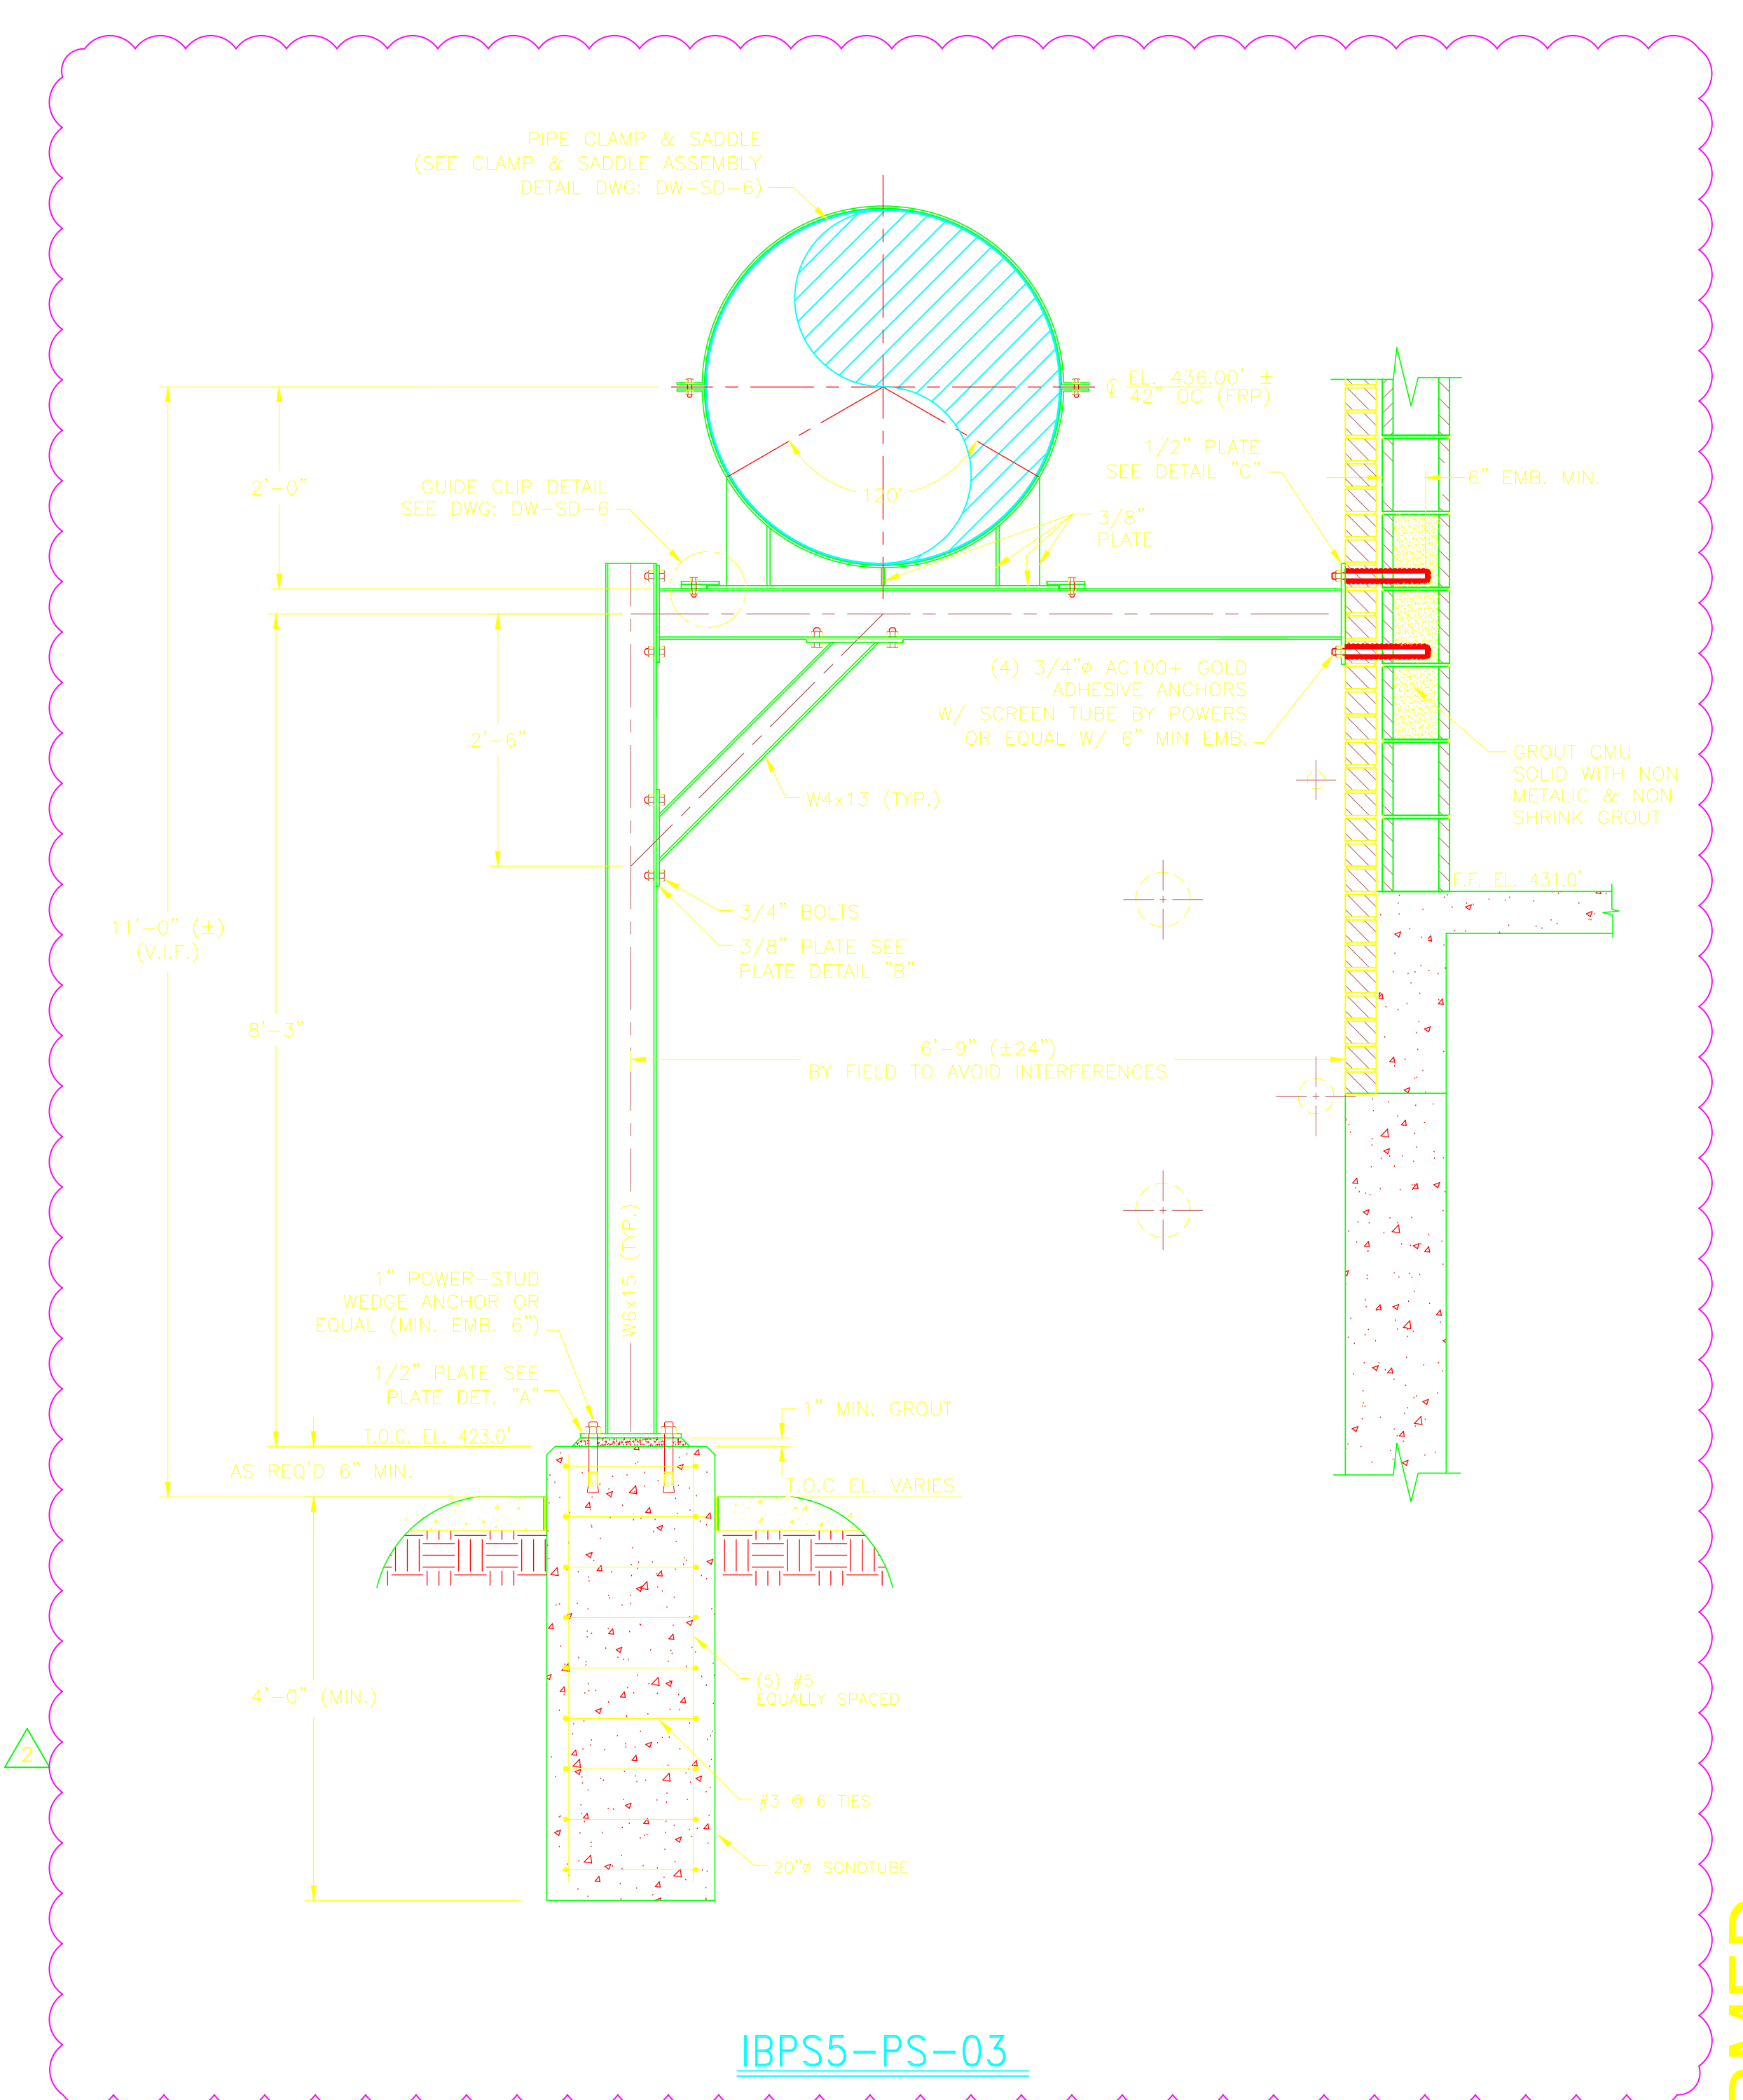 PIPE CLAMP & SADDLE
(SEE CLAMP & SADDLE ASSEMBLY
DETAIL DWG: DW-SD-6)
℄ EL. 436.00' ±
42" OC (FRP)
1/2" PLATE
SEE DETAIL "C"
6" EMB. MIN.
2'-0"
GUIDE CLIP DETAIL
SEE DWG: DW-SD-6
120°
3/8"
PLATE
(4) 3/4"ø AC100+ GOLD
ADHESIVE ANCHORS
W/ SCREEN TUBE BY POWERS
OR EQUAL W/ 6" MIN EMB.
2'-6"
GROUT CMU
SOLID WITH NON
METALIC & NON
SHRINK GROUT
W4x13 (TYP.)
F.F. EL. 431.0'
3/4" BOLTS
11'-0" (±)
(V.I.F.)
3/8" PLATE SEE
PLATE DETAIL "B"
8'-3"
6'-9" (±24")
BY FIELD TO AVOID INTERFERENCES
W6x15 (TYP.)
1" POWER-STUD
WEDGE ANCHOR OR
EQUAL (MIN. EMB. 6")
1/2" PLATE SEE
PLATE DET. "A"
1" MIN. GROUT
T.O.C. EL. 423.0'
AS REQ'D 6" MIN.
T.O.C EL. VARIES
(5) #5
EQUALLY SPACED
4'-0" (MIN.)
2
#3 @ 6 TIES
20"ø SONOTUBE
IBPS5-PS-03